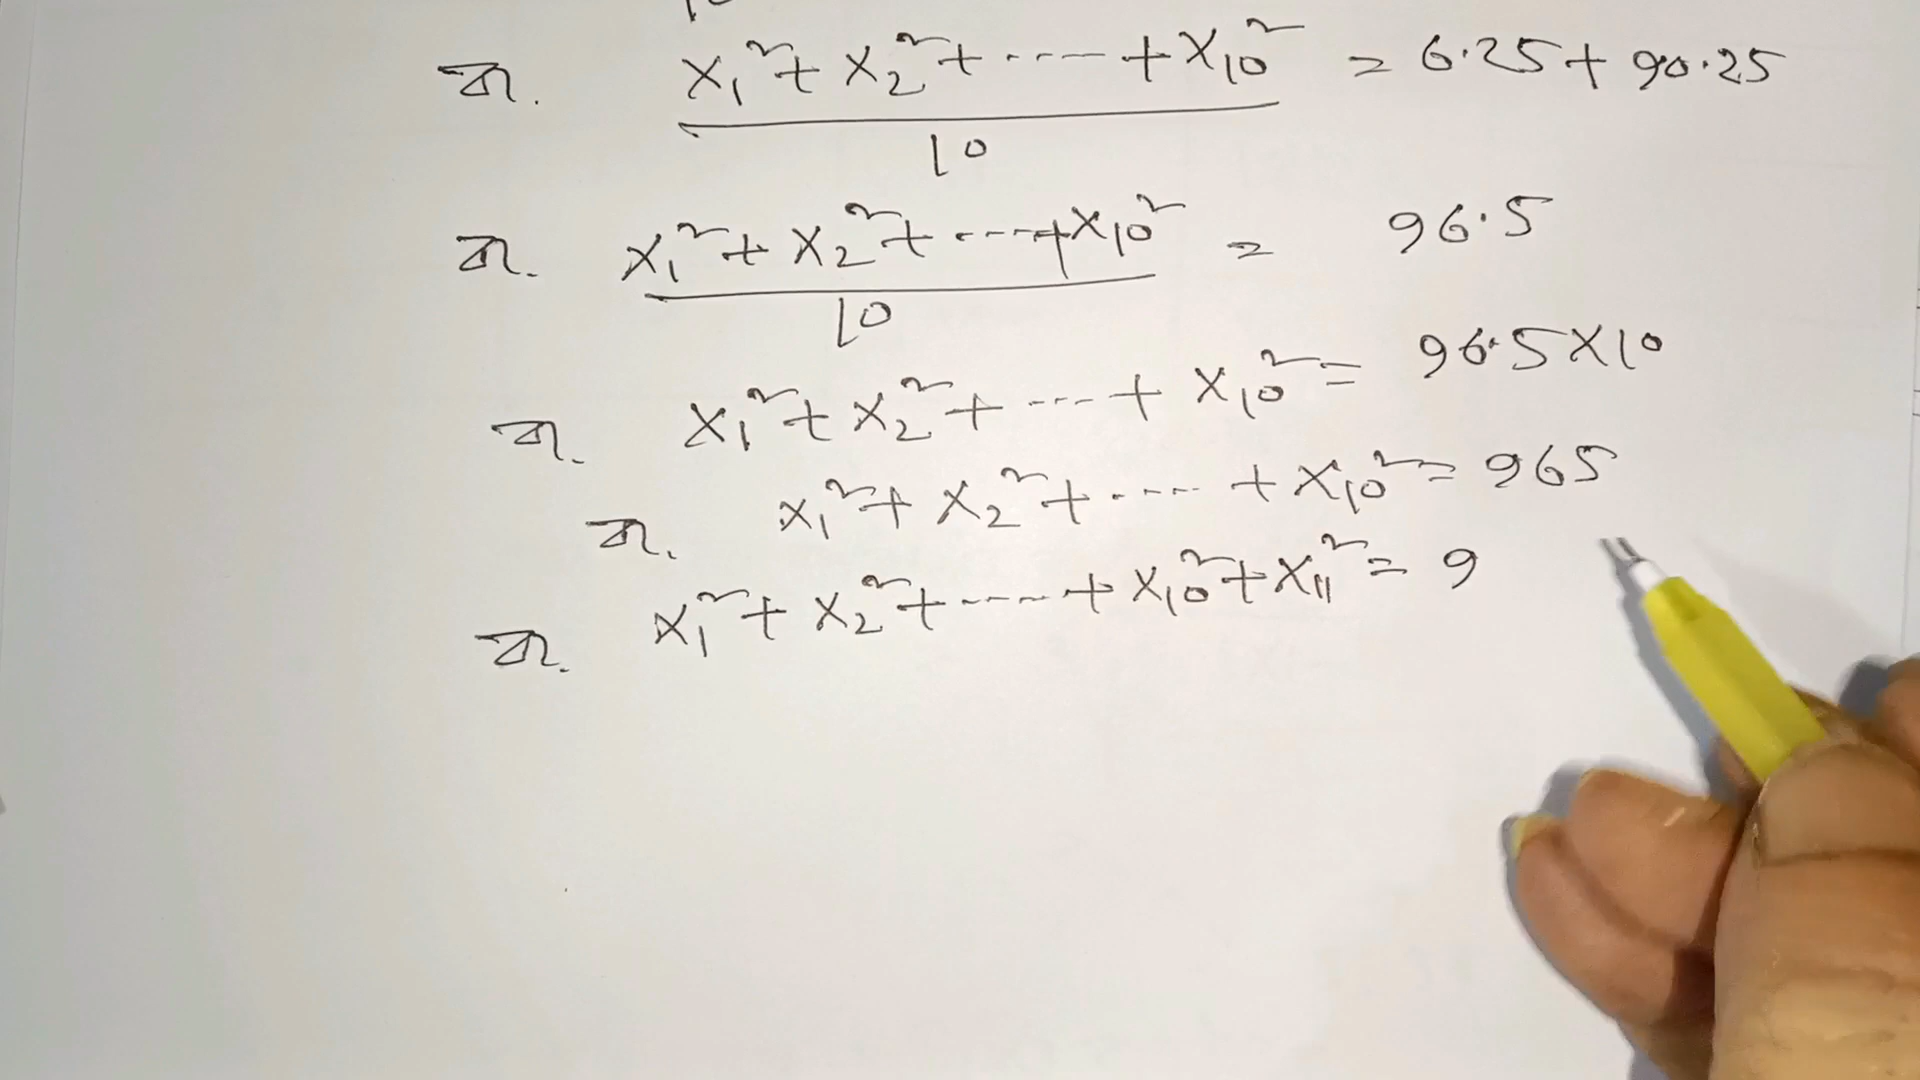 বা. (x₁² + x₂² + ---- + x₁₀²)/10 = 6.25 + 90.25
বা. (x₁² + x₂² + ---- + x₁₀²)/10 = 96.5
বা. x₁² + x₂² + ---- + x₁₀² = 96.5×10
বা. x₁² + x₂² + ---- + x₁₀² = 965
বা. x₁² + x₂² + ---- + x₁₀² + x₁₁² = 9